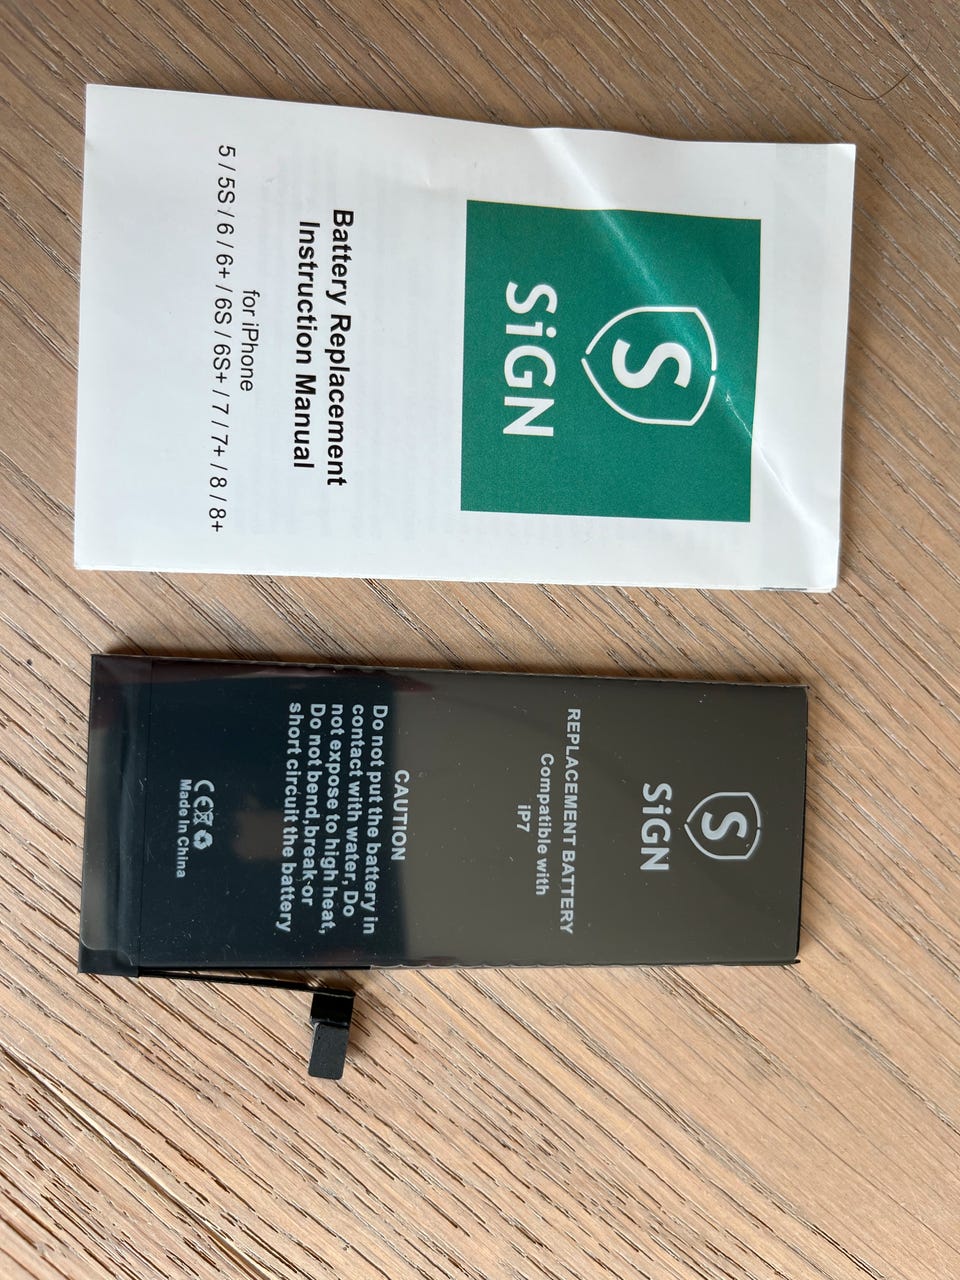 S
SiGN
Battery Replacement
Instruction Manual
for iPhone
5 / 5S / 6 / 6+ / 6S / 6S+ / 7 / 7+ / 8 / 8+
S
SiGN
REPLACEMENT BATTERY
Compatible with
iP7
CAUTION
Do not put the battery in
contact with water, Do
not expose to high heat,
Do not bend,break or
short circuit the battery
CE
Made In China